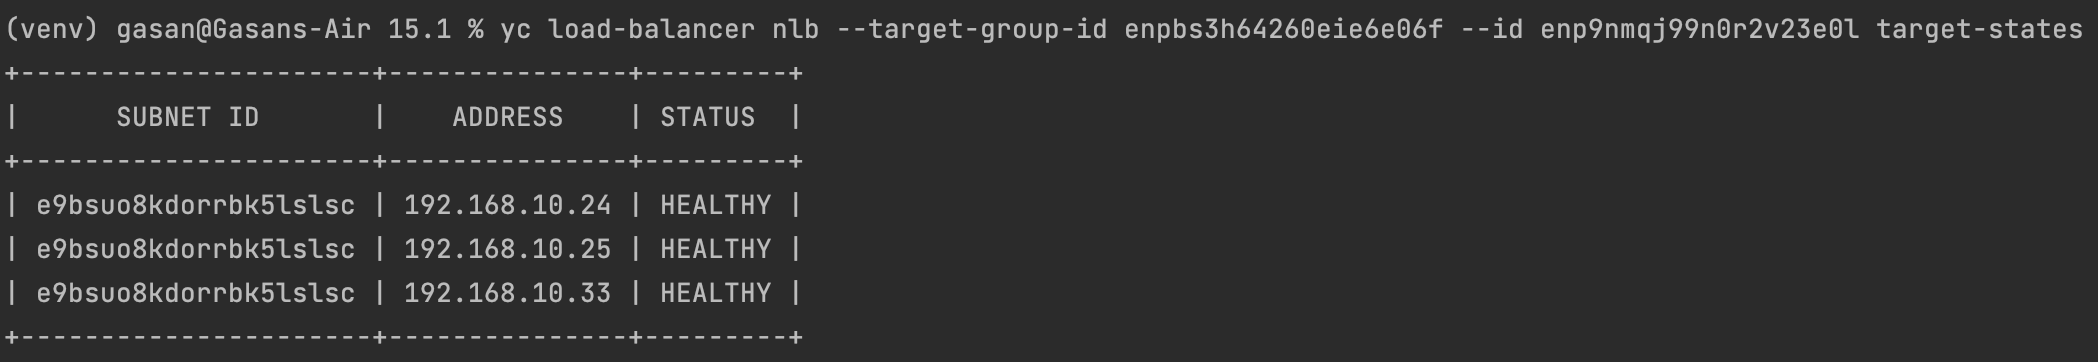 (venv) gasan@Gasans-Air 15.1 % yc load-balancer nlb --target-group-id enpbs3h64260eie6e06f --id enp9nmqj99n0r2v23e0l target-states
+----------------------+---------------+---------+
|      SUBNET ID       |    ADDRESS    | STATUS  |
+----------------------+---------------+---------+
| e9bsuo8kdorrbk5lslsc | 192.168.10.24 | HEALTHY |
| e9bsuo8kdorrbk5lslsc | 192.168.10.25 | HEALTHY |
| e9bsuo8kdorrbk5lslsc | 192.168.10.33 | HEALTHY |
+----------------------+---------------+---------+